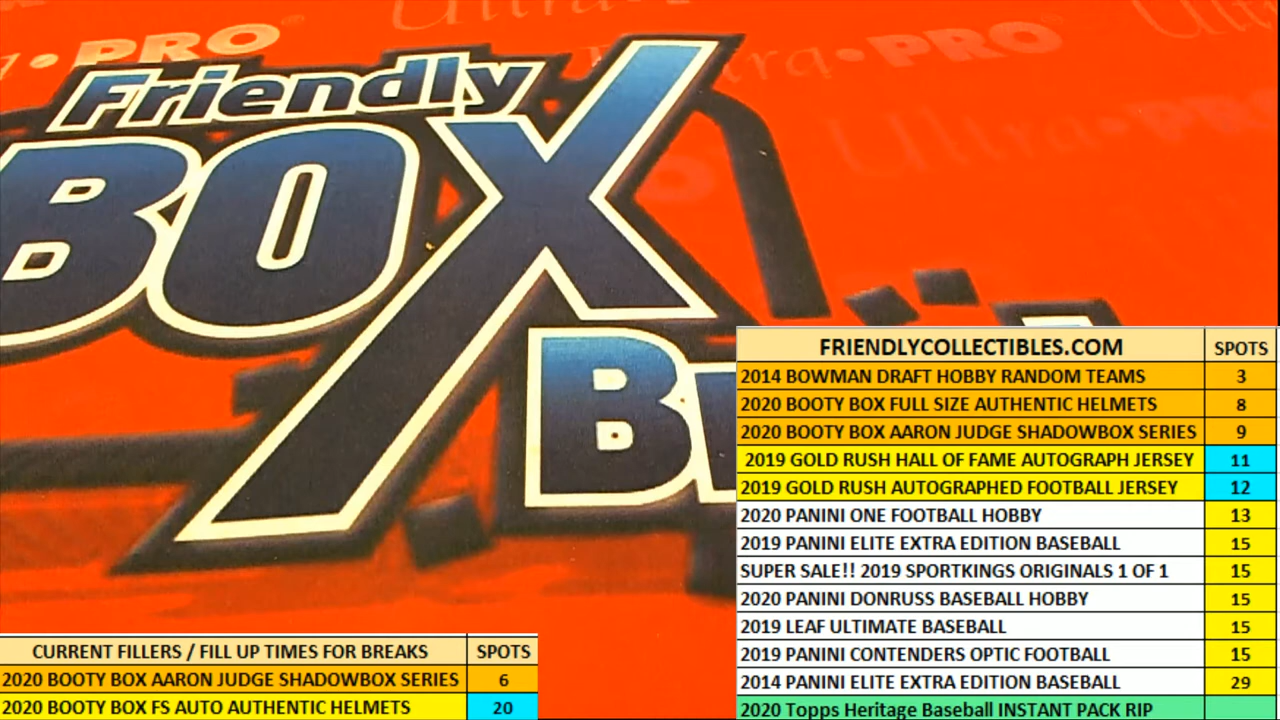 Ultra•PRO
Ultra•PRO
Friendly
BOX
Ultra•PRO
FRIENDLYCOLLECTIBLES.COM SPOTS
2014 BOWMAN DRAFT HOBBY RANDOM TEAMS 3
2020 BOOTY BOX FULL SIZE AUTHENTIC HELMETS 8
2020 BOOTY BOX AARON JUDGE SHADOWBOX SERIES 9
2019 GOLD RUSH HALL OF FAME AUTOGRAPH JERSEY 11
2019 GOLD RUSH AUTOGRAPHED FOOTBALL JERSEY 12
2020 PANINI ONE FOOTBALL HOBBY 13
2019 PANINI ELITE EXTRA EDITION BASEBALL 15
SUPER SALE!! 2019 SPORTKINGS ORIGINALS 1 OF 1 15
2020 PANINI DONRUSS BASEBALL HOBBY 15
2019 LEAF ULTIMATE BASEBALL 15
2019 PANINI CONTENDERS OPTIC FOOTBALL 15
2014 PANINI ELITE EXTRA EDITION BASEBALL 29
2020 Topps Heritage Baseball INSTANT PACK RIP
CURRENT FILLERS / FILL UP TIMES FOR BREAKS SPOTS
2020 BOOTY BOX AARON JUDGE SHADOWBOX SERIES 6
2020 BOOTY BOX FS AUTO AUTHENTIC HELMETS 20